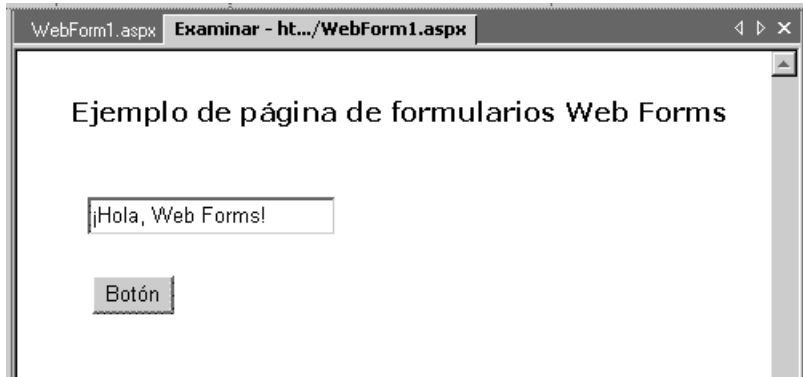 WebForm1.aspx Examinar - ht.../WebForm1.aspx
Ejemplo de página de formularios Web Forms
¡Hola, Web Forms!
Botón